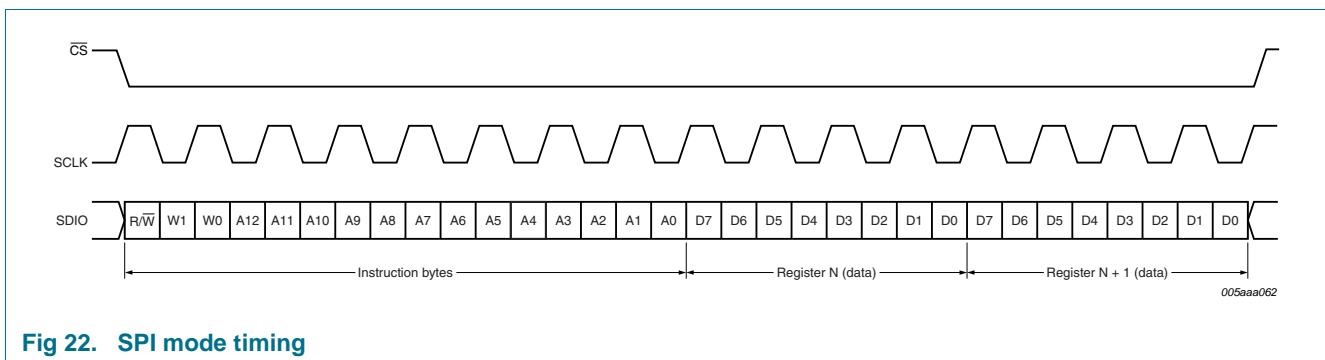 CS
SCLK
SDIO R/W W1 W0 A12 A11 A10 A9 A8 A7 A6 A5 A4 A3 A2 A1 A0 D7 D6 D5 D4 D3 D2 D1 D0 D7 D6 D5 D4 D3 D2 D1 D0
Instruction bytes Register N (data) Register N + 1 (data)
005aaa062
Fig 22. SPI mode timing